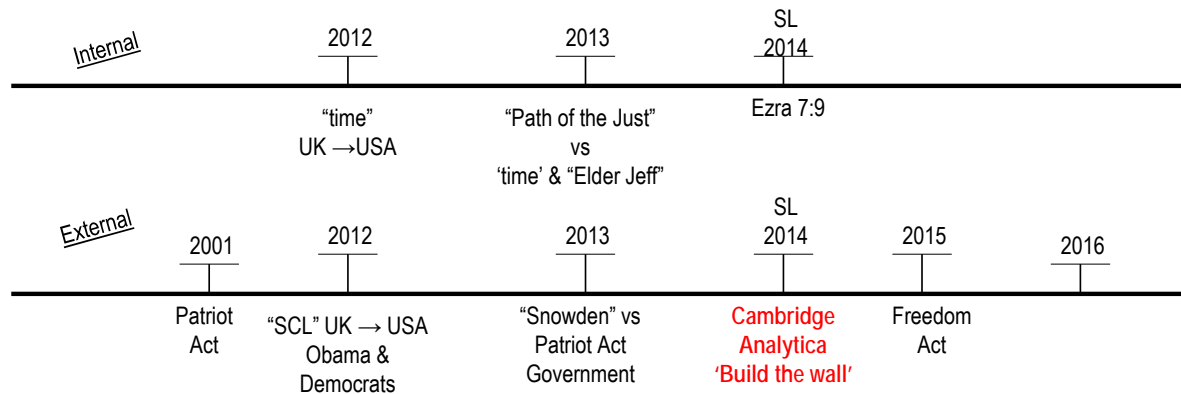 Internal
2012
2013
SL
2014
“time”
UK →USA
“Path of the Just”
vs
‘time’ & “Elder Jeff”
Ezra 7:9
External
2001
2012
2013
SL
2014
2015
2016
Patriot
Act
“SCL” UK → USA
Obama &
Democrats
“Snowden” vs
Patriot Act
Government
Cambridge
Analytica
‘Build the wall’
Freedom
Act